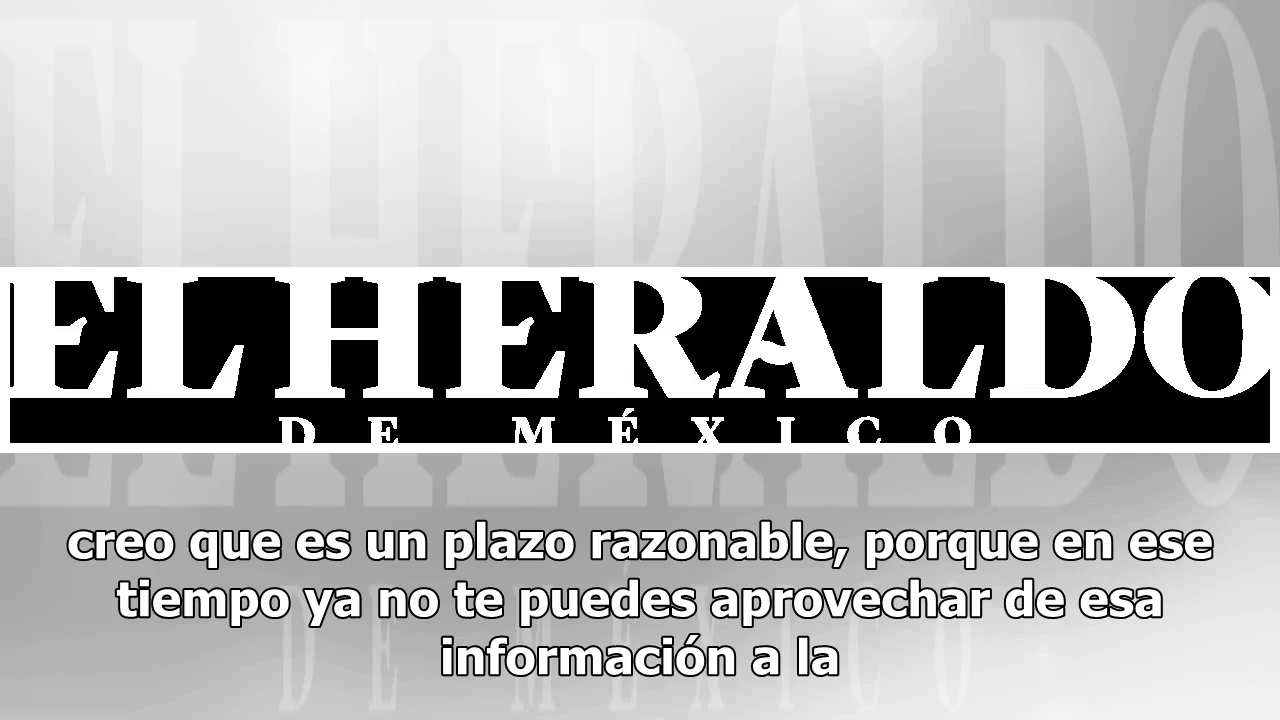 EL HERALDO
DE MÉXICO
creo que es un plazo razonable, porque en ese
tiempo ya no te puedes aprovechar de esa
información a la